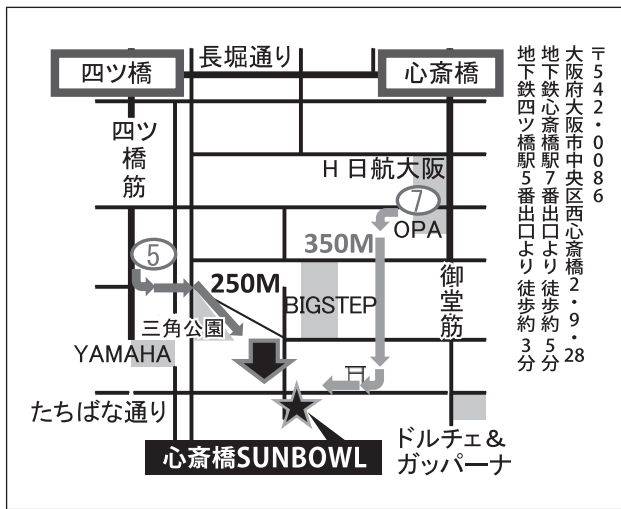 長堀通り
四ツ橋
心斎橋
四ツ橋筋
H 日航大阪
7
OPA
350M
5
250M
BIGSTEP
御堂筋
三角公園
YAMAHA
たちばな通り
心斎橋SUNBOWL
ドルチェ&
ガッパーナ
〒542・0086
大阪府大阪市中央区西心斎橋2・9・28
地下鉄心斎橋駅7番出口より 徒歩約 5分
地下鉄四ツ橋駅5番出口より 徒歩約 3分